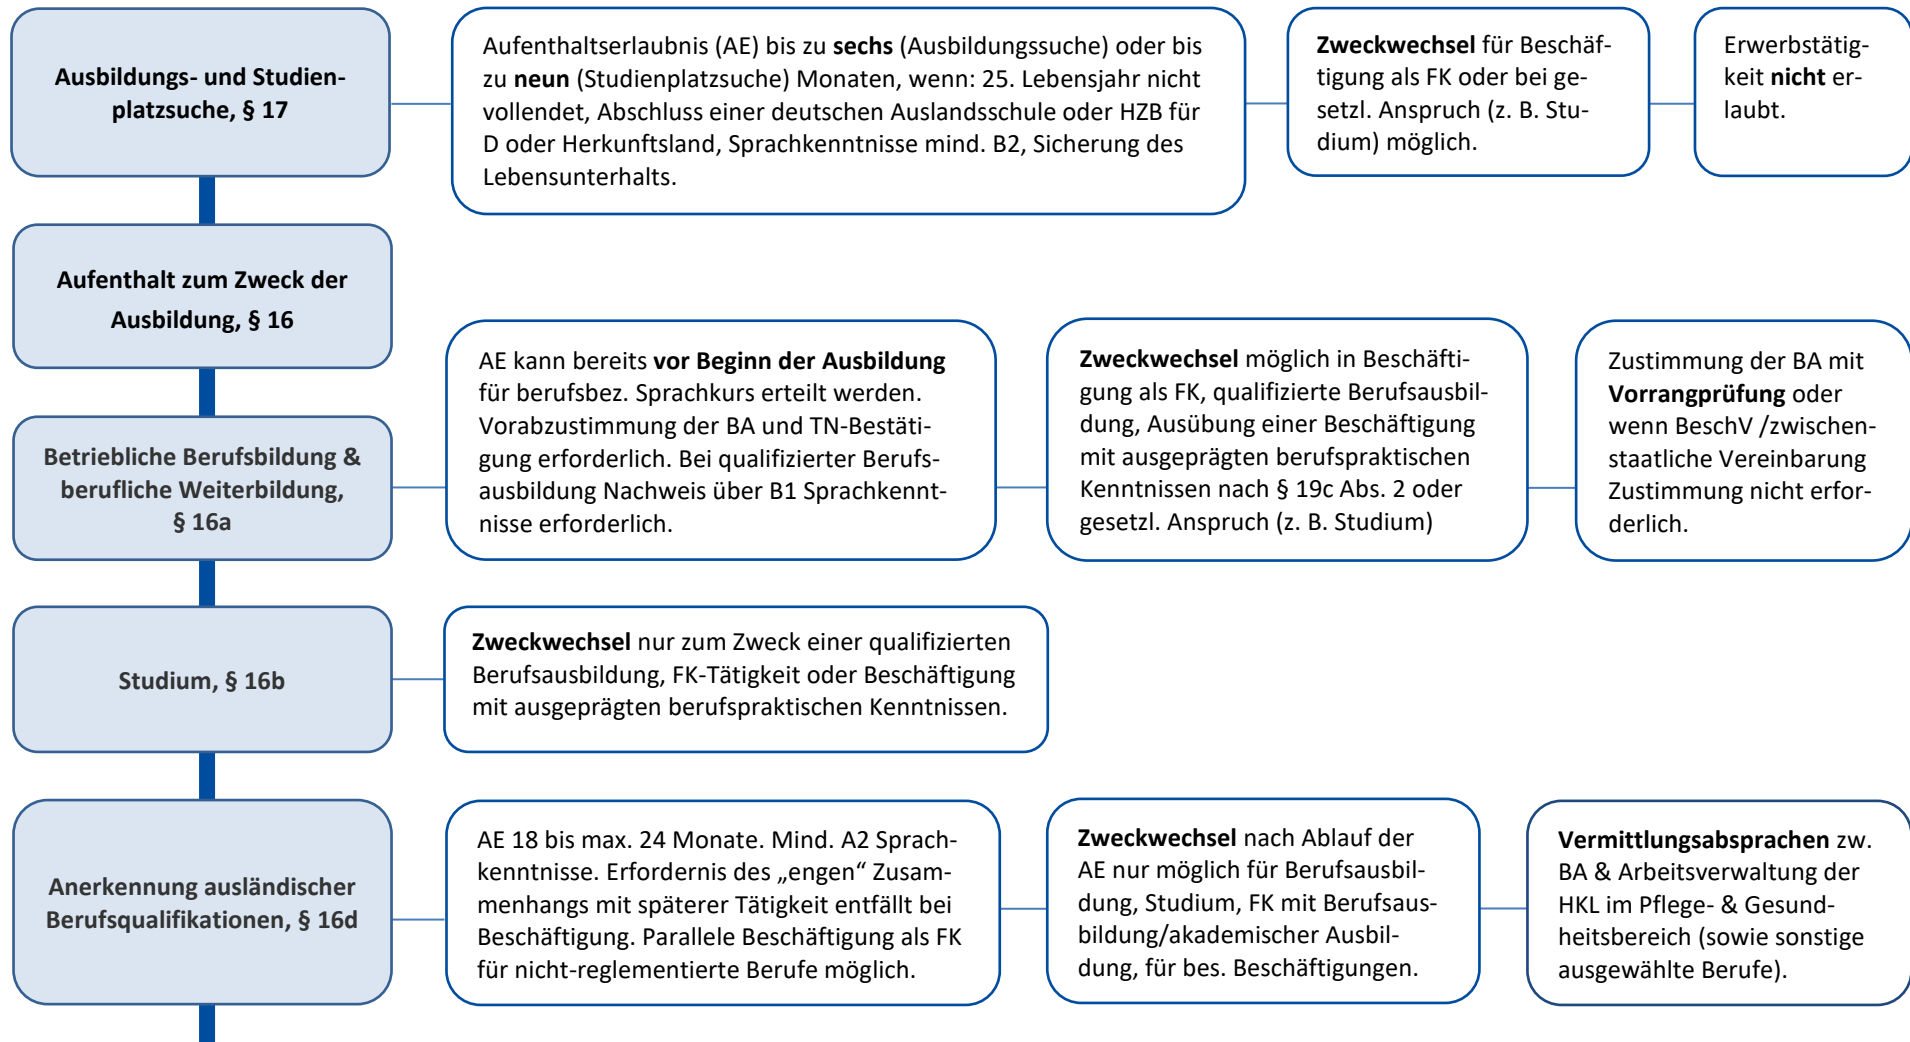 Ausbildungs- und Studien-
platzsuche, § 17
Aufenthaltserlaubnis (AE) bis zu sechs (Ausbildungssuche) oder bis
zu neun (Studienplatzsuche) Monaten, wenn: 25. Lebensjahr nicht
vollendet, Abschluss einer deutschen Auslandsschule oder HZB für
D oder Herkunftsland, Sprachkenntnisse mind. B2, Sicherung des
Lebensunterhalts.
Zweckwechsel für Beschäf-
tigung als FK oder bei ge-
setzl. Anspruch (z. B. Stu-
dium) möglich.
Erwerbstätig-
keit nicht er-
laubt.
Aufenthalt zum Zweck der
Ausbildung, § 16
Betriebliche Berufsbildung &
berufliche Weiterbildung,
§ 16a
AE kann bereits vor Beginn der Ausbildung
für berufsbez. Sprachkurs erteilt werden.
Vorabzustimmung der BA und TN-Bestäti-
gung erforderlich. Bei qualifizierter Berufs-
ausbildung Nachweis über B1 Sprachkennt-
nisse erforderlich.
Zweckwechsel möglich in Beschäfti-
gung als FK, qualifizierte Berufsausbil-
dung, Ausübung einer Beschäftigung
mit ausgeprägten berufspraktischen
Kenntnissen nach § 19c Abs. 2 oder
gesetzl. Anspruch (z. B. Studium)
Zustimmung der BA mit
Vorrangprüfung oder
wenn BeschV /zwischen-
staatliche Vereinbarung
Zustimmung nicht erfor-
derlich.
Studium, § 16b
Zweckwechsel nur zum Zweck einer qualifizierten
Berufsausbildung, FK-Tätigkeit oder Beschäftigung
mit ausgeprägten berufspraktischen Kenntnissen.
Anerkennung ausländischer
Berufsqualifikationen, § 16d
AE 18 bis max. 24 Monate. Mind. A2 Sprach-
kenntnisse. Erfordernis des „engen“ Zusam-
menhangs mit späterer Tätigkeit entfällt bei
Beschäftigung. Parallele Beschäftigung als FK
für nicht-reglementierte Berufe möglich.
Zweckwechsel nach Ablauf der
AE nur möglich für Berufsausbil-
dung, Studium, FK mit Berufsaus-
bildung/akademischer Ausbil-
dung, für bes. Beschäftigungen.
Vermittlungsabsprachen zw.
BA & Arbeitsverwaltung der
HKL im Pflege- & Gesund-
heitsbereich (sowie sonstige
ausgewählte Berufe).